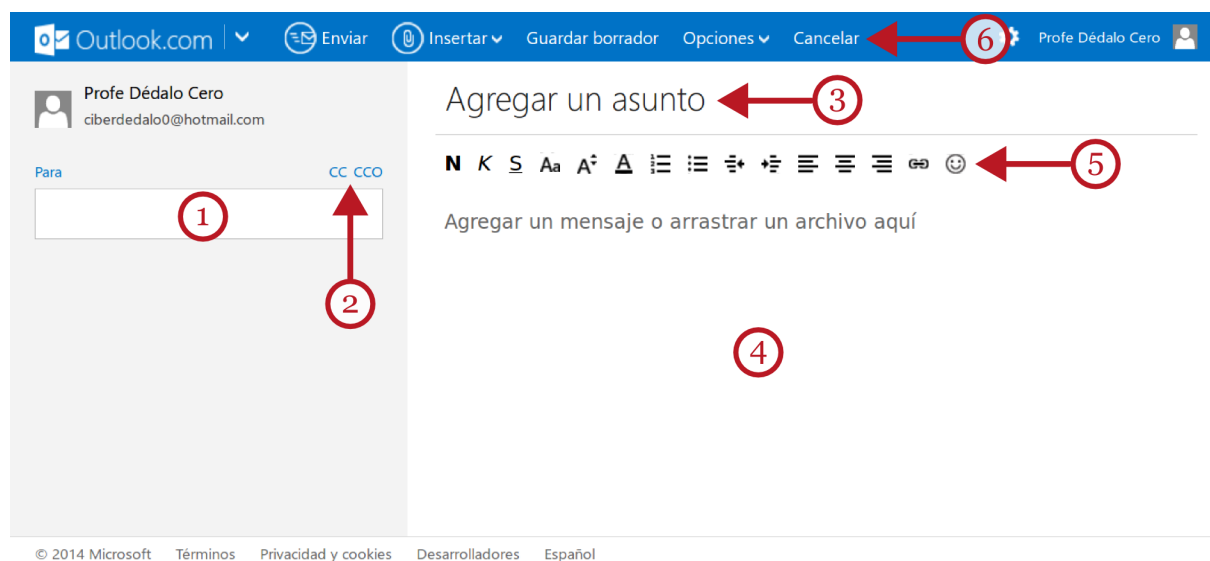 Outlook.com Enviar Insertar Guardar borrador Opciones Cancelar 6 Profe Dédalo Cero
Profe Dédalo Cero
ciberdedalo0@hotmail.com
Agregar un asunto 3
Para CC CCO
N K S Aa A A 5
1
Agregar un mensaje o arrastrar un archivo aquí
2
4
© 2014 Microsoft Términos Privacidad y cookies Desarrolladores Español